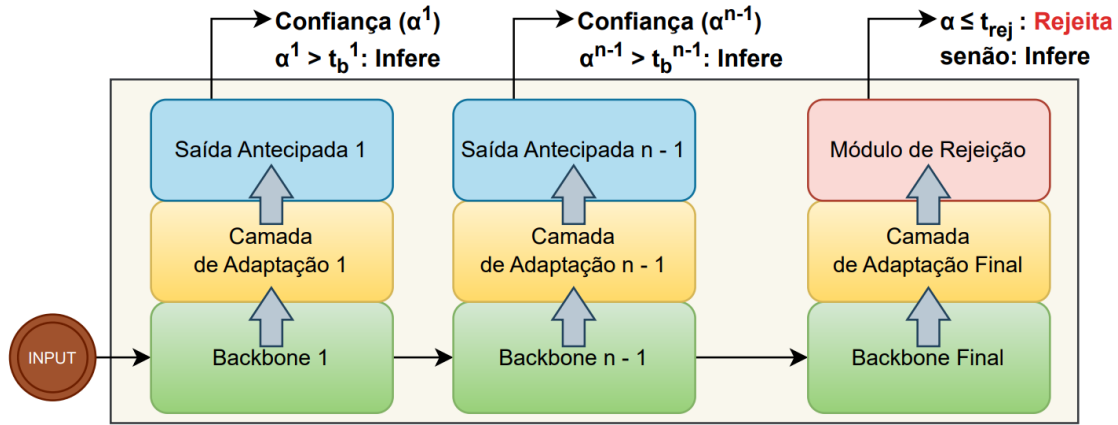 Confiança (α¹)
α¹ > t_b¹: Infere
Confiança (αⁿ⁻¹)
αⁿ⁻¹ > t_bⁿ⁻¹: Infere
α ≤ t_rej : Rejeita
senão: Infere
Saída Antecipada 1
Saída Antecipada n - 1
Módulo de Rejeição
Camada
de Adaptação 1
Camada
de Adaptação n - 1
Camada
de Adaptação Final
INPUT
Backbone 1
Backbone n - 1
Backbone Final